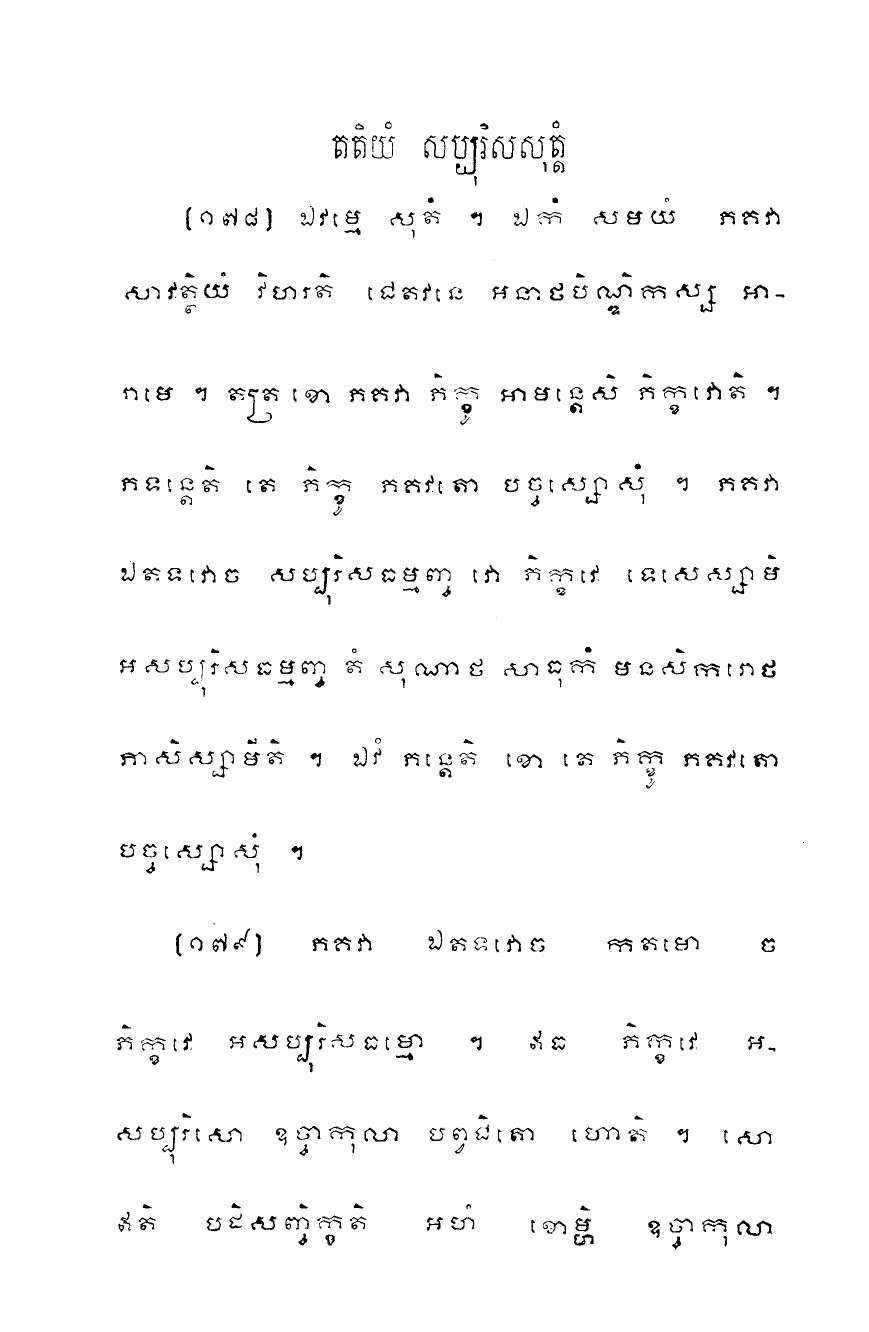 តតិយំ សប្បុរិសសុត្តំ
(១៧៨) ឯវម្មេ សុតំ ។ ឯកំ សមយំ ភគវា
សាវត្ថិយំ វិហរតិ ជេតវនេ អនាថបិណ្ឌិកស្ស អា-
រាមេ ។ តត្រ ខោ ភគវា ភិក្ខូ អាមន្តេសិ ភិក្ខវោតិ ។
ភទន្តេតិ តេ ភិក្ខូ ភគវតោ បច្ចស្សោសុំ ។ ភគវា
ឯតទវោច សប្បុរិសធម្មញ្ច វោ ភិក្ខវេ ទេសេស្សាមិ
អសប្បុរិសធម្មញ្ច តំ សុណាថ សាធុកំ មនសិករោថ
ភាសិស្សាមីតិ ។ ឯវំ ភន្តេតិ ខោ តេ ភិក្ខូ ភគវតោ
បច្ចស្សោសុំ ។
(១៧៩) ភគវា ឯតទវោច កតមោ ច
ភិក្ខវេ អសប្បុរិសធម្មោ ។ ឥធ ភិក្ខវេ អ-
សប្បុរិសោ ឧច្ចាកុលា បព្វជិតោ ហោតិ ។ សោ
ឥតិ បដិសញ្ចិក្ខតិ អហំ ខោម្ហិ ឧច្ចាកុលា